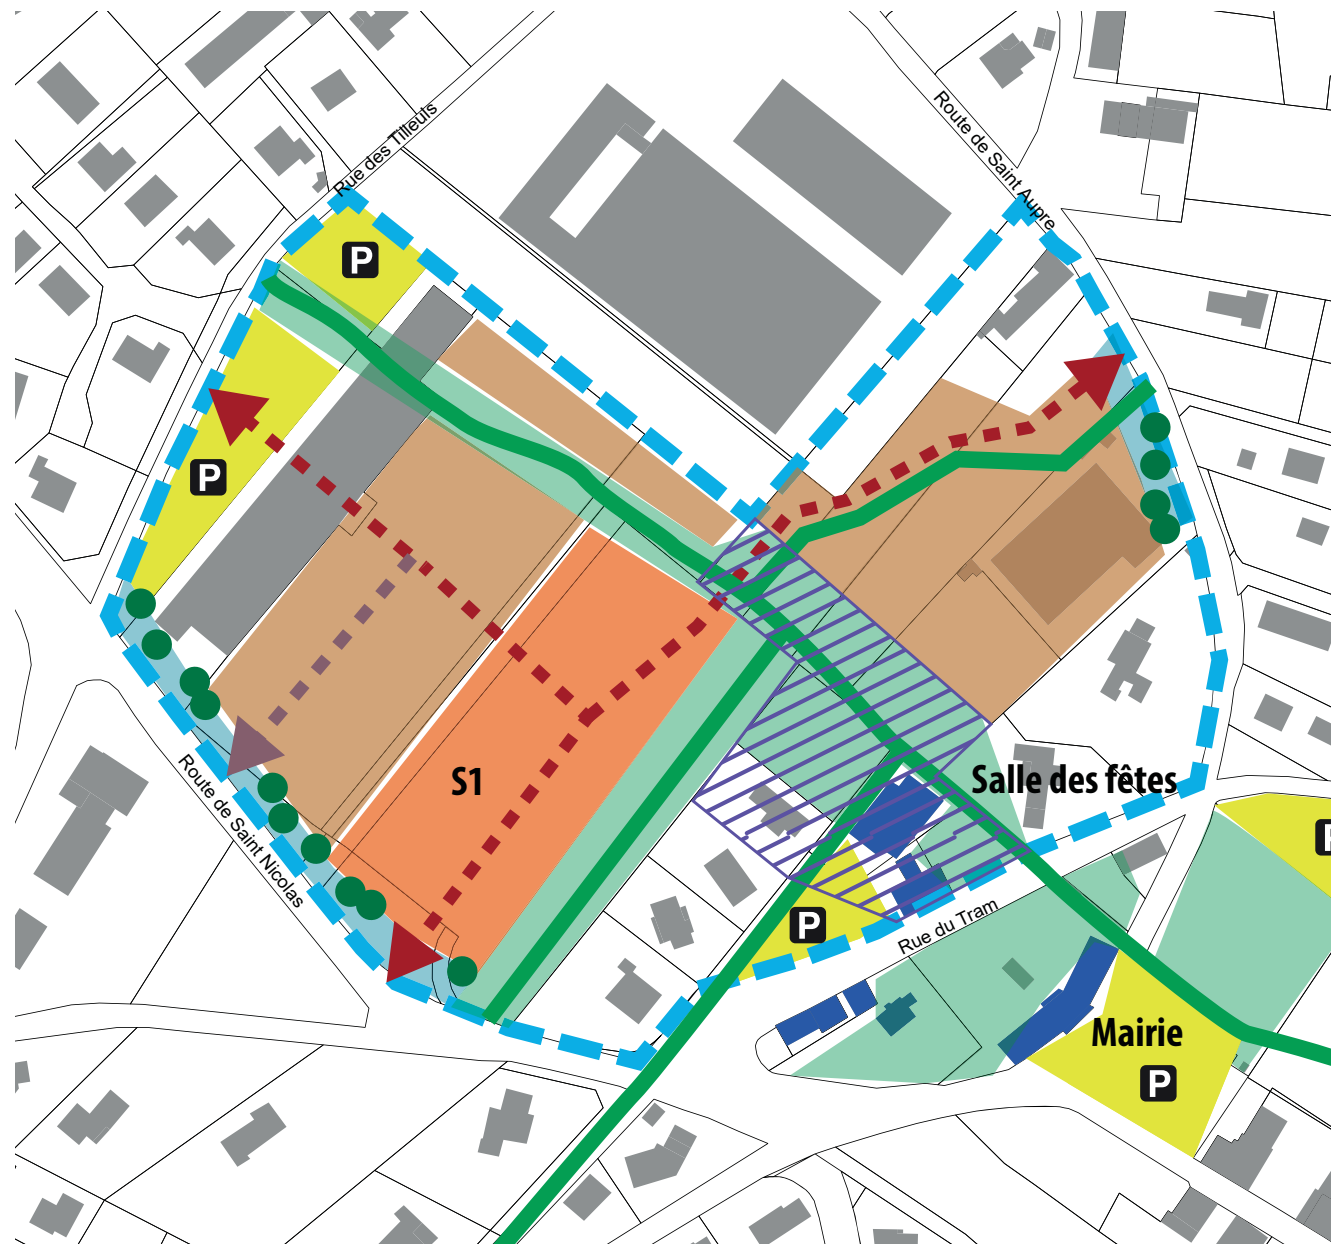 Rue des Tilleuls
Route de Saint Aupre
P
P
S1
Salle des fêtes
Route de Saint Nicolas
P
P
Rue du Tram
Mairie
P